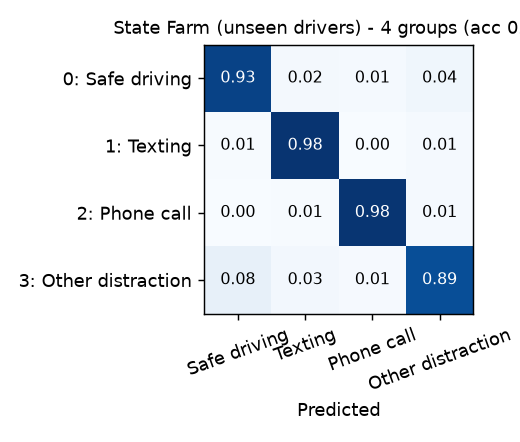 State Farm (unseen drivers) - 4 groups (acc 0
0: Safe driving 0.93 0.02 0.01 0.04
1: Texting 0.01 0.98 0.00 0.01
2: Phone call 0.00 0.01 0.98 0.01
3: Other distraction 0.08 0.03 0.01 0.89
Safe driving Texting Phone call Other distraction
Predicted